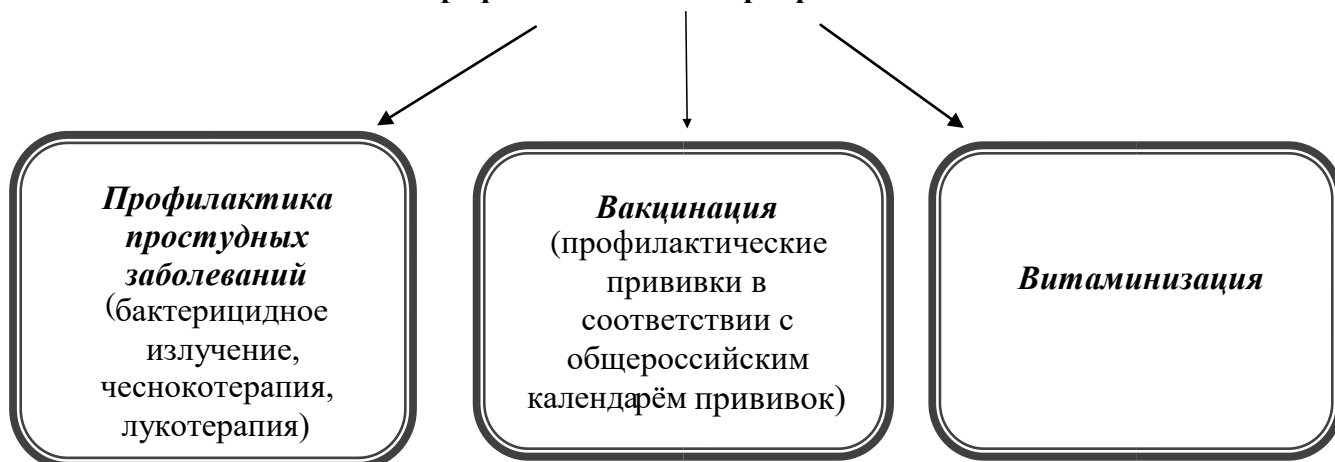 Профилактика
простудных
заболеваний
(бактерицидное
излучение,
чеснокотерапия,
лукотерапия)
Вакцинация
(профилактические
прививки в
соответствии с
общероссийским
календарём прививок)
Витаминизация